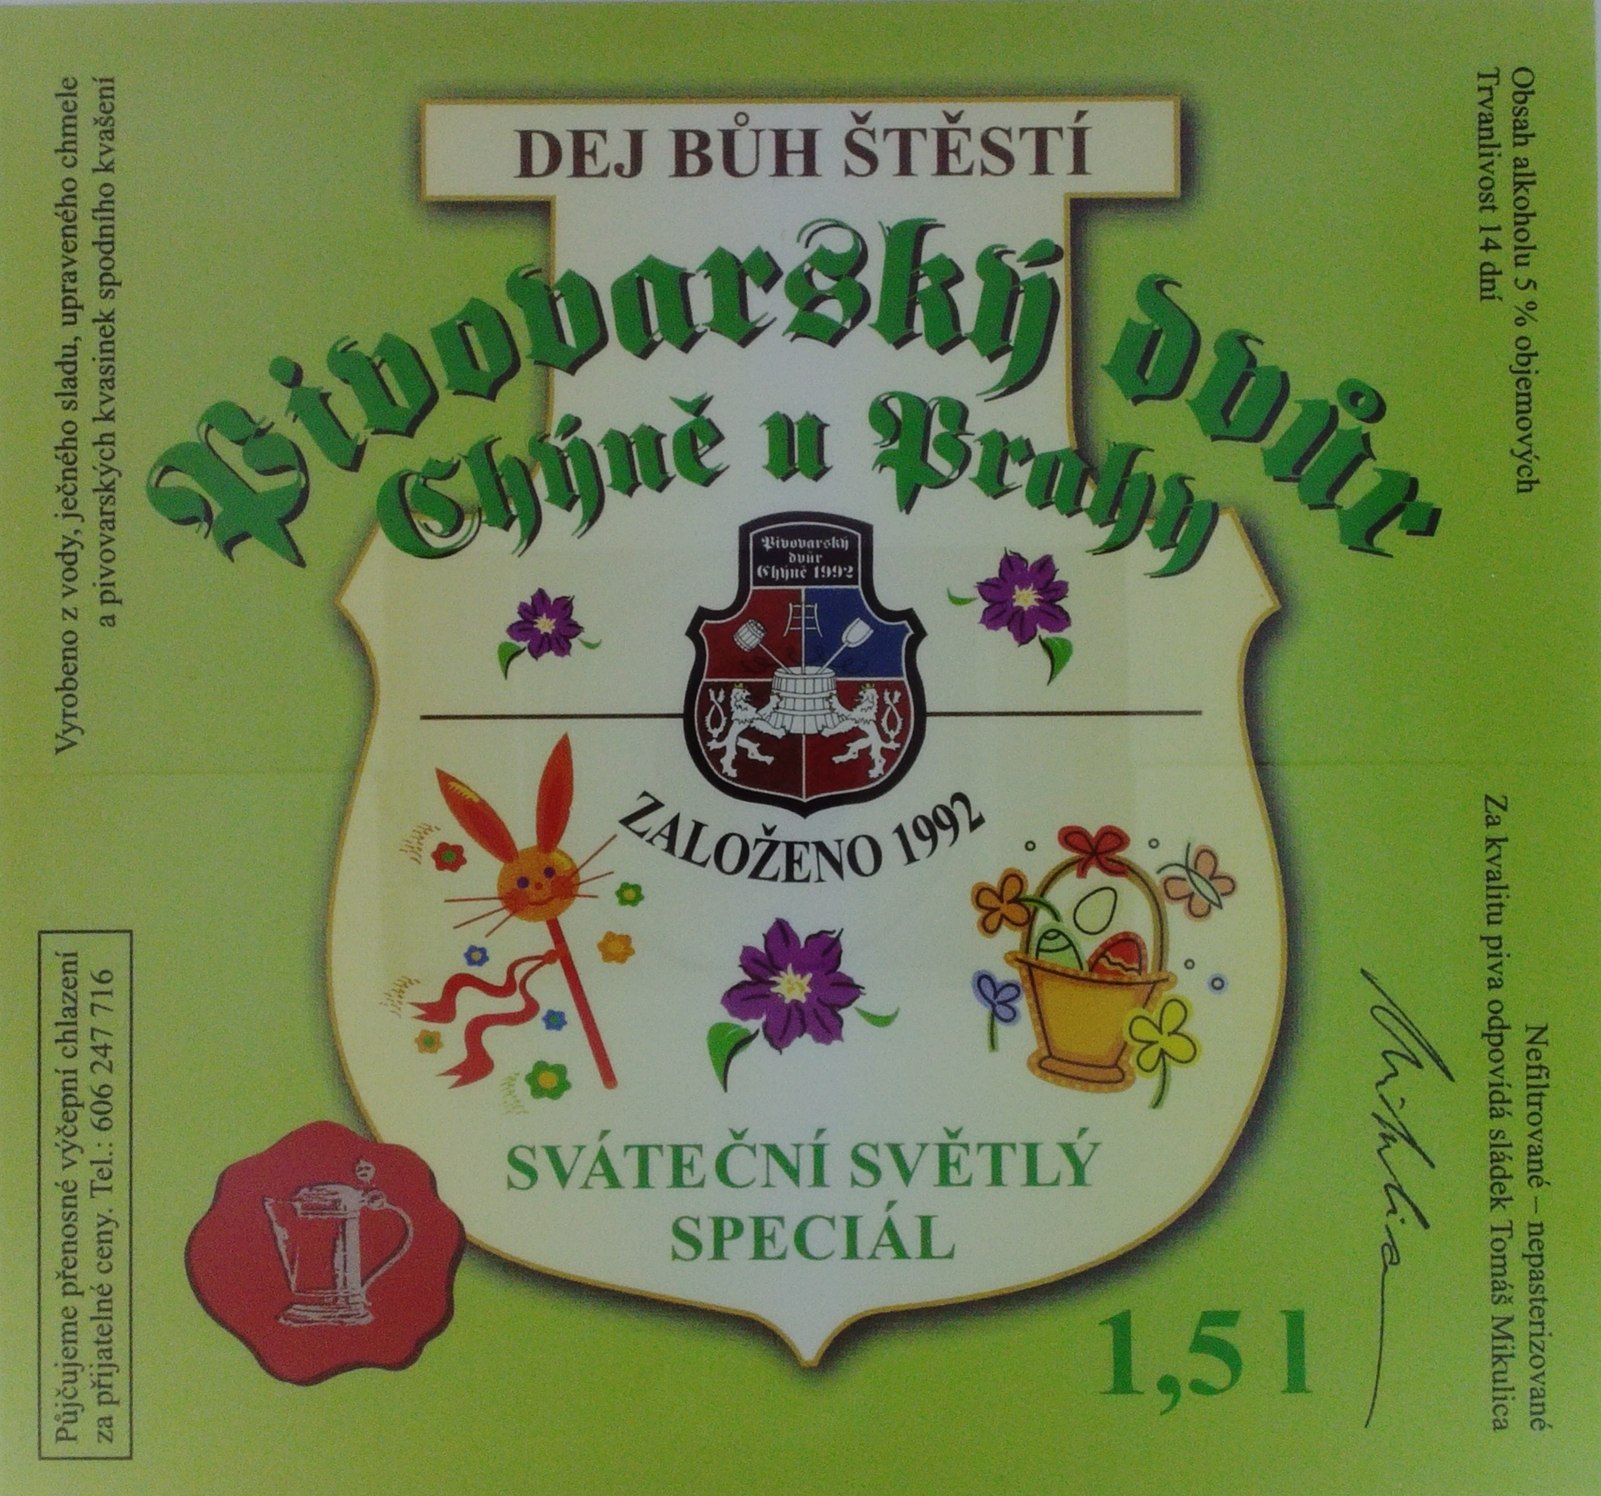 DEJ BŮH ŠTĚSTÍ
Pivovarský dvůr
Chýně u Prahy
Pivovarský
dvůr
Chýně 1992
ZALOŽENO 1992
SVÁTEČNÍ SVĚTLÝ
SPECIÁL
1,5 l
Vyrobeno z vody, ječného sladu, upraveného chmele
a pivovarských kvasinek spodního kvašení
Půjčujeme přenosné výčepní chlazení
za přijatelné ceny. Tel.: 606 247 716
Obsah alkoholu 5 % objemových
Trvanlivost 14 dní
Nefiltrované – nepasterizované
Za kvalitu piva odpovídá sládek Tomáš Mikulica
Mikulica